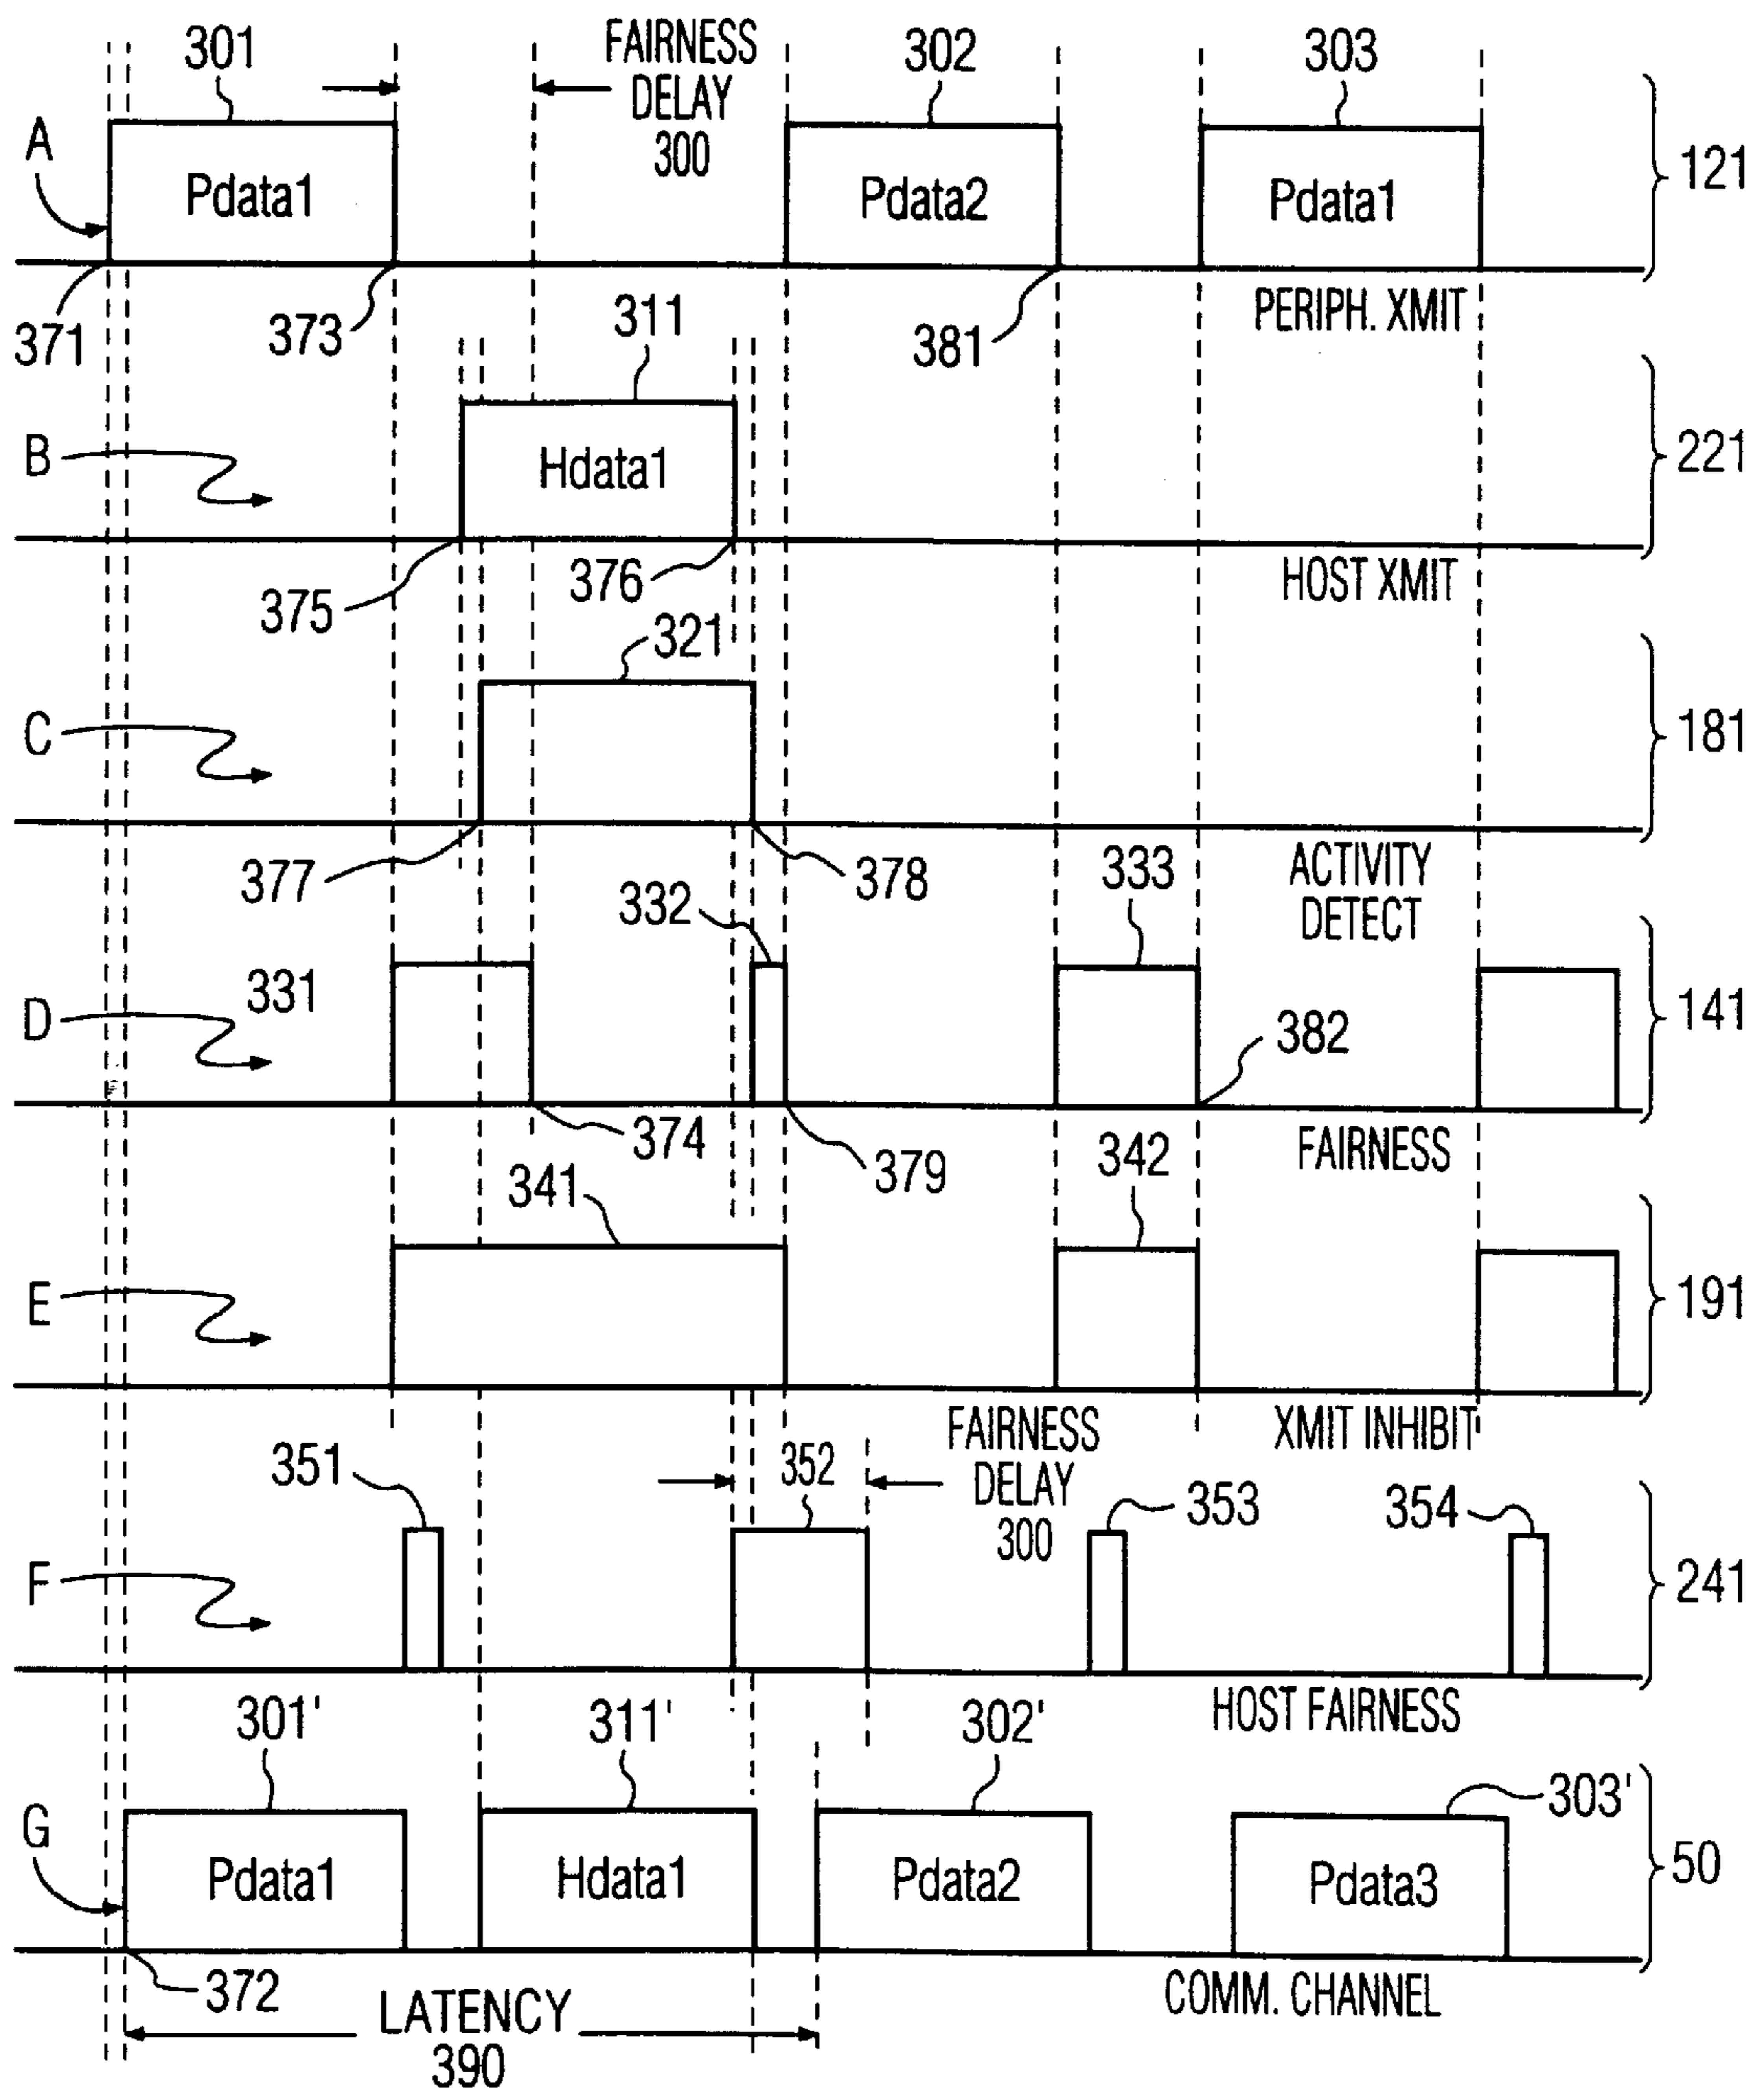 301
FAIRNESS
DELAY
300
302
303
A
Pdata1
Pdata2
Pdata1
121
371
373
311
381
PERIPH. XMIT
B
Hdata1
221
375
376
HOST XMIT
321
C
181
377
378
ACTIVITY
DETECT
332
333
331
D
382
141
374
379
FAIRNESS
341
342
E
191
FAIRNESS
DELAY
300
XMIT INHIBIT
351
352
353
354
F
241
HOST FAIRNESS
301'
311'
302'
303'
G
Pdata1
Hdata1
Pdata2
Pdata3
50
372
COMM. CHANNEL
LATENCY
390